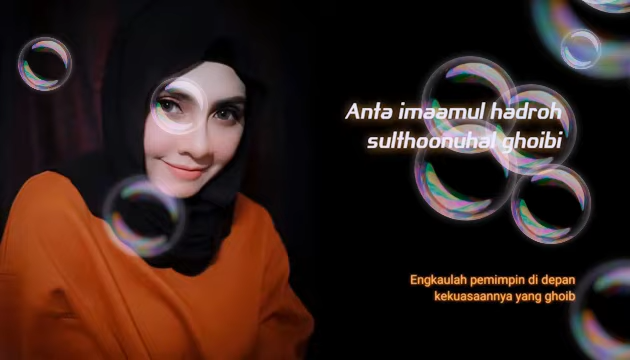 Anta imaamul hadroh
sulthoonuhal ghoibi
Engkaulah pemimpin di depan
kekuasaannya yang ghoib